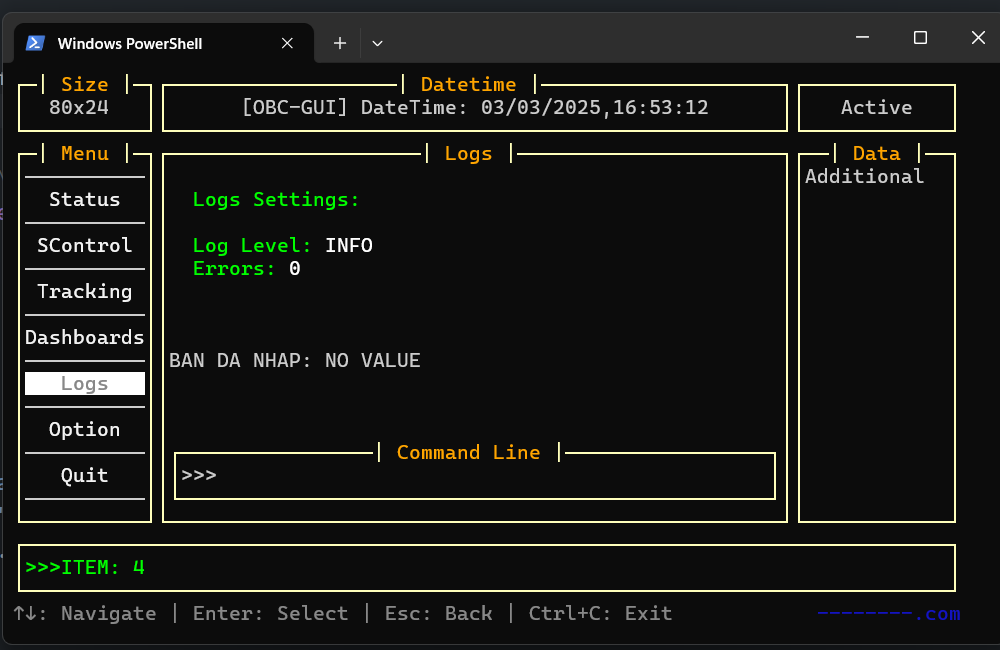 Windows PowerShell
Size
80x24
Datetime
[OBC-GUI] DateTime: 03/03/2025,16:53:12
Active
Menu
Status
SControl
Tracking
Dashboards
Logs
Option
Quit
Logs
Logs Settings:
Log Level: INFO
Errors: 0
BAN DA NHAP: NO VALUE
Command Line
>>>
Data
Additional
>>>ITEM: 4
↑↓: Navigate | Enter: Select | Esc: Back | Ctrl+C: Exit
--------.com